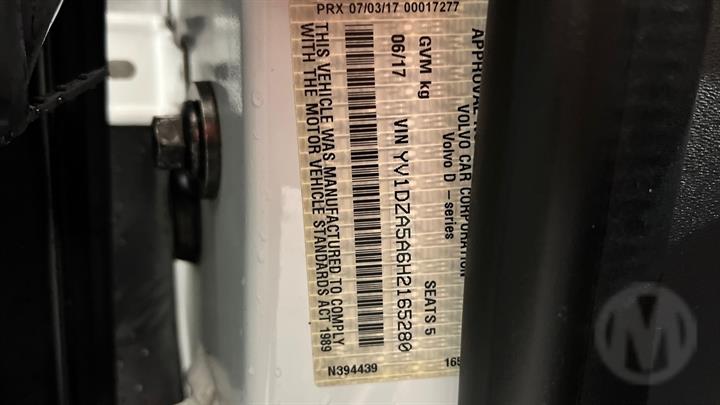 APPROVAL
VOLVO CAR CORPORATION
Volvo D -series
GVM kg SEATS 5
06/17 VIN YV1DZA5A6H2165280
THIS VEHICLE WAS MANUFACTURED TO COMPLY
WITH THE MOTOR VEHICLE STANDARDS ACT 1989
PRX 07/03/17 00017277
N394439
165
M